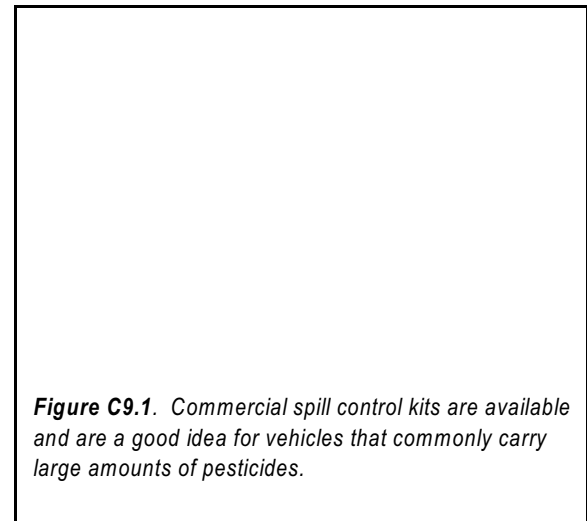 Figure C9.1. Commercial spill control kits are available
and are a good idea for vehicles that commonly carry
large amounts of pesticides.